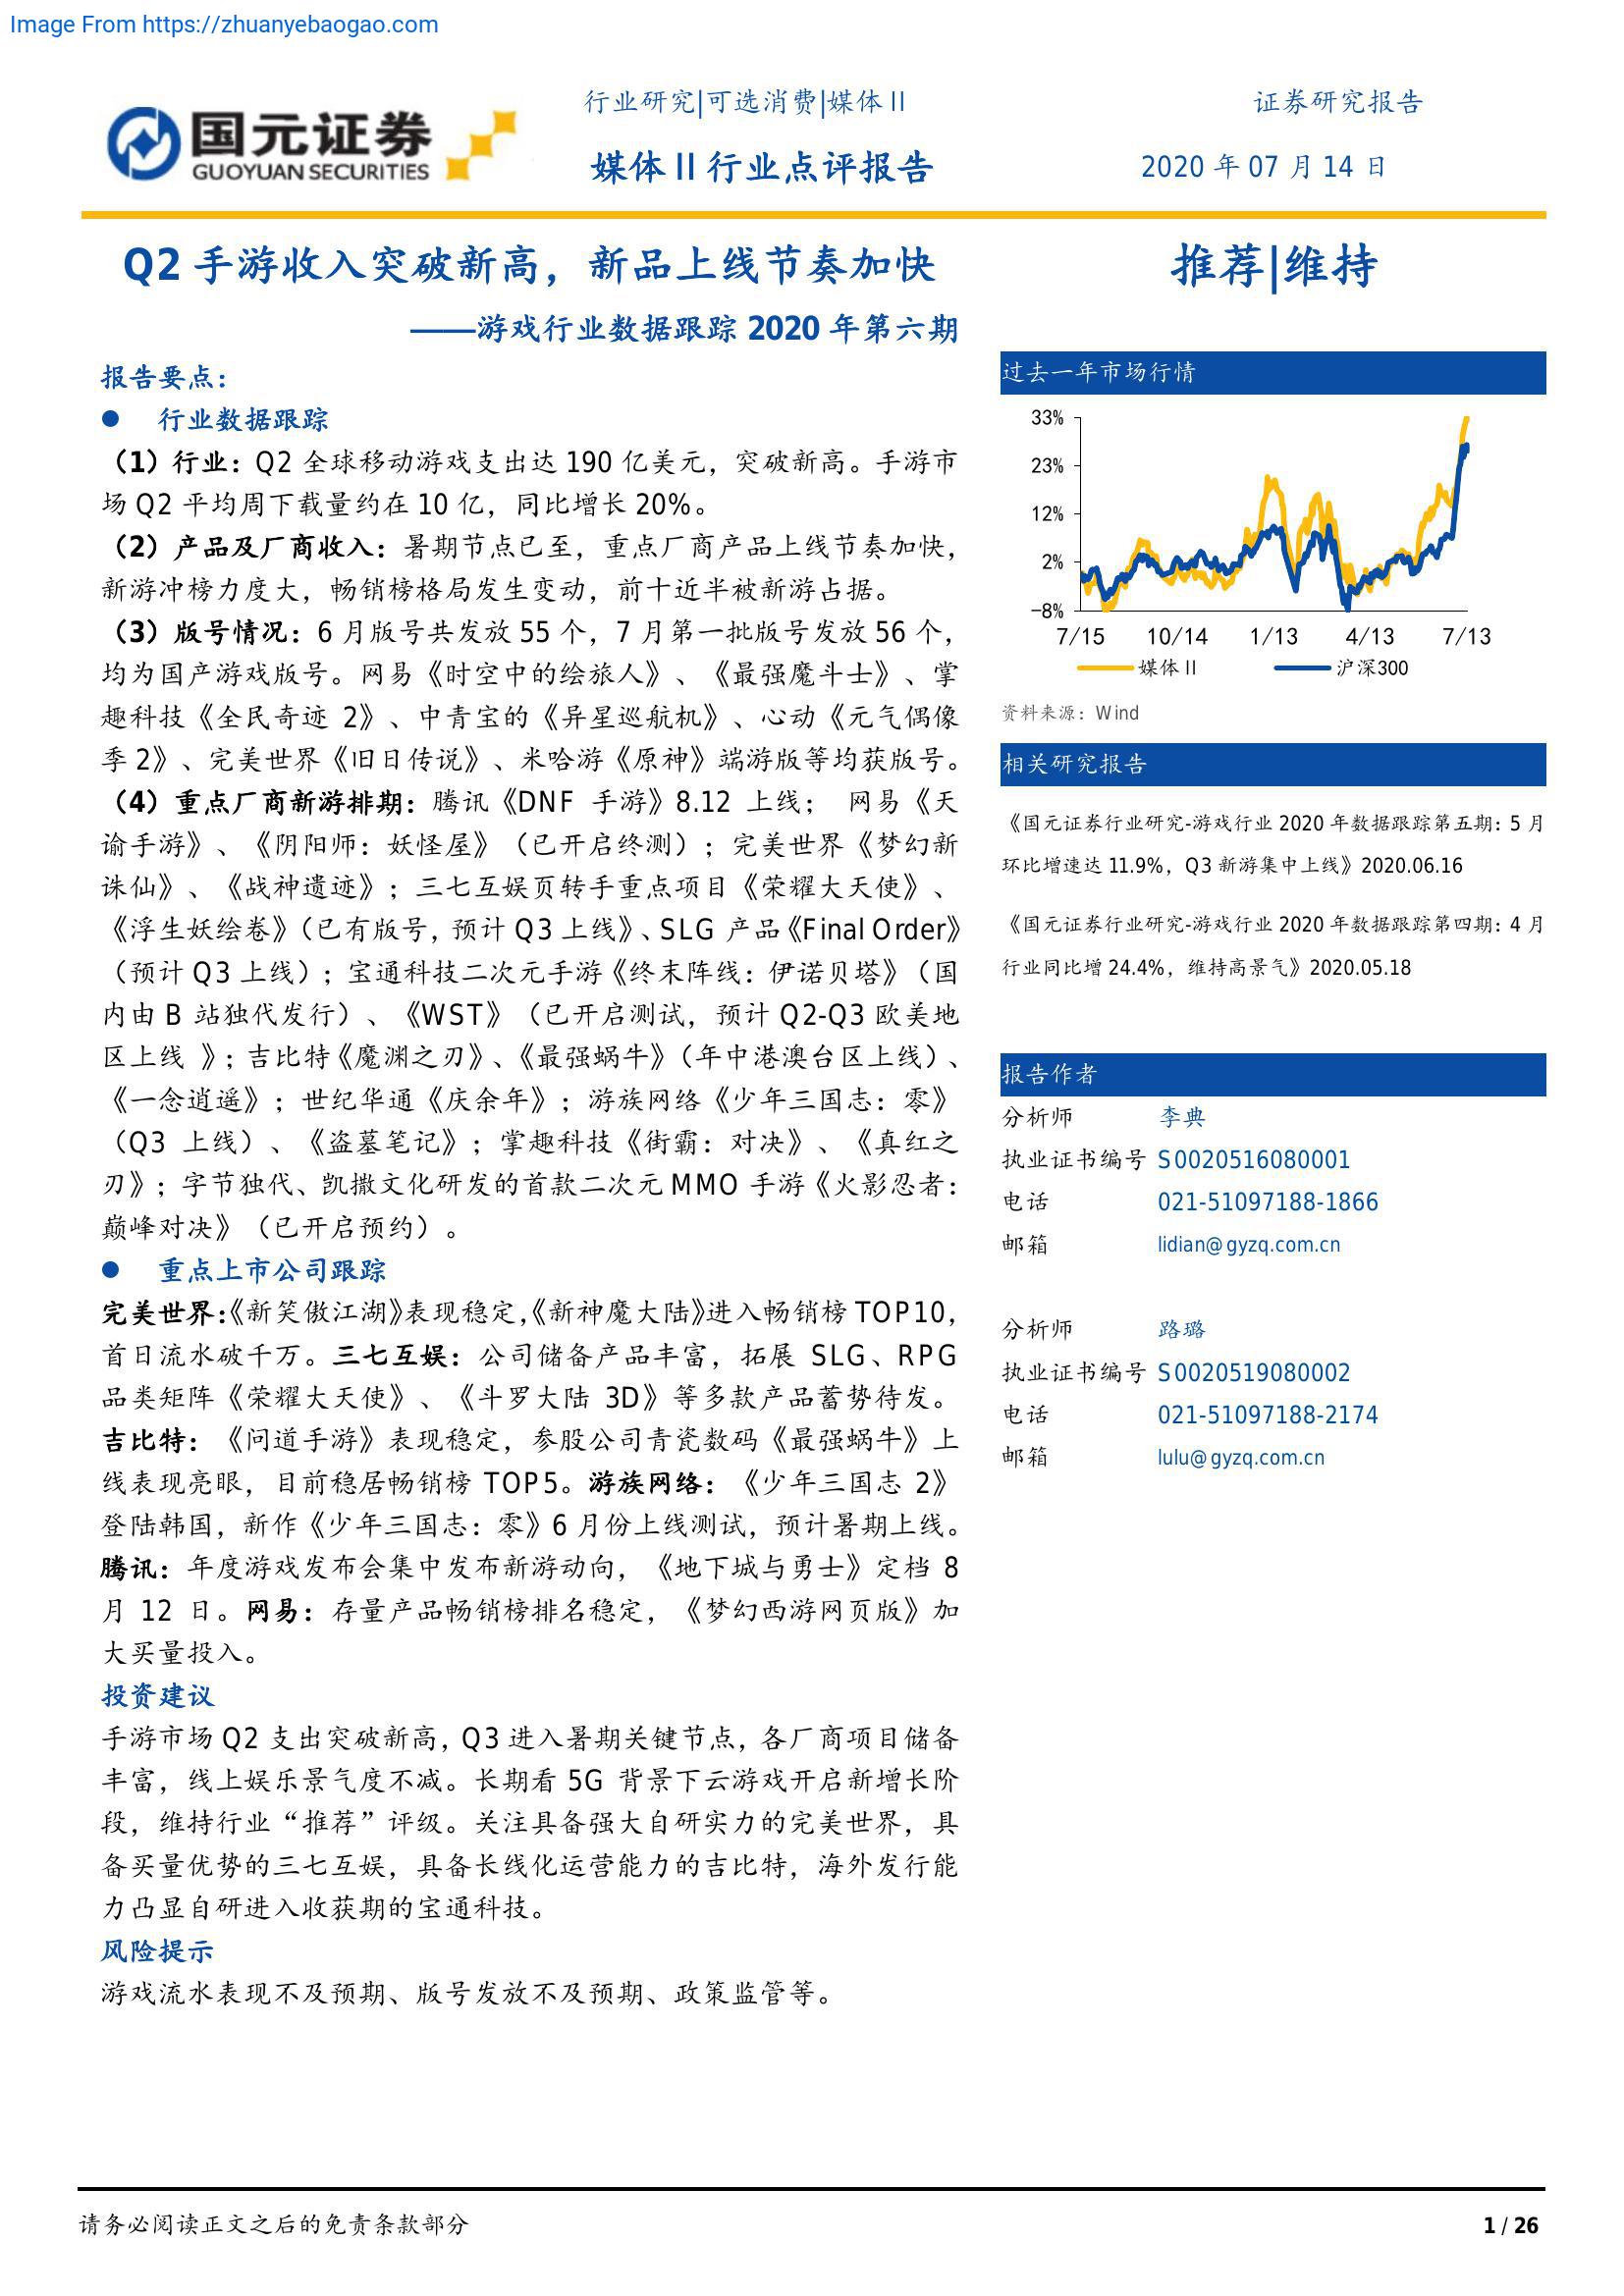 Image From https://zhuanyebaogao.com
国元证券
GUOYUAN SECURITIES
行业研究|可选消费|媒体Ⅱ
证券研究报告
媒体Ⅱ行业点评报告
2020 年 07 月 14 日
Q2 手游收入突破新高，新品上线节奏加快
——游戏行业数据跟踪 2020 年第六期
报告要点：
● 行业数据跟踪
（1）行业：Q2 全球移动游戏支出达 190 亿美元，突破新高。手游市
场 Q2 平均周下载量约在 10 亿，同比增长 20%。
（2）产品及厂商收入：暑期节点已至，重点厂商产品上线节奏加快，
新游冲榜力度大，畅销榜格局发生变动，前十近半被新游占据。
（3）版号情况：6 月版号共发放 55 个，7 月第一批版号发放 56 个，
均为国产游戏版号。网易《时空中的绘旅人》、《最强魔斗士》、掌
趣科技《全民奇迹 2》、中青宝的《异星巡航机》、心动《元气偶像
季 2》、完美世界《旧日传说》、米哈游《原神》端游版等均获版号。
（4）重点厂商新游排期：腾讯《DNF 手游》8.12 上线； 网易《天
谕手游》、《阴阳师：妖怪屋》（已开启终测）；完美世界《梦幻新
诛仙》、《战神遗迹》；三七互娱页转手重点项目《荣耀大天使》、
《浮生妖绘卷》（已有版号，预计 Q3 上线》、SLG 产品《Final Order》
（预计 Q3 上线）；宝通科技二次元手游《终末阵线：伊诺贝塔》（国
内由 B 站独代发行）、《WST》（已开启测试，预计 Q2-Q3 欧美地
区上线 》；吉比特《魔渊之刃》、《最强蜗牛》（年中港澳台区上线）、
《一念逍遥》；世纪华通《庆余年》；游族网络《少年三国志：零》
（Q3 上线）、《盗墓笔记》；掌趣科技《街霸：对决》、《真红之
刃》；字节独代、凯撒文化研发的首款二次元 MMO 手游《火影忍者：
巅峰对决》（已开启预约）。
● 重点上市公司跟踪
完美世界：《新笑傲江湖》表现稳定，《新神魔大陆》进入畅销榜 TOP10，
首日流水破千万。三七互娱：公司储备产品丰富，拓展 SLG、RPG
品类矩阵《荣耀大天使》、《斗罗大陆 3D》等多款产品蓄势待发。
吉比特：《问道手游》表现稳定，参股公司青瓷数码《最强蜗牛》上
线表现亮眼，目前稳居畅销榜 TOP5。游族网络：《少年三国志 2》
登陆韩国，新作《少年三国志：零》6 月份上线测试，预计暑期上线。
腾讯：年度游戏发布会集中发布新游动向，《地下城与勇士》定档 8
月 12 日。网易：存量产品畅销榜排名稳定，《梦幻西游网页版》加
大买量投入。
投资建议
手游市场 Q2 支出突破新高，Q3 进入暑期关键节点，各厂商项目储备
丰富，线上娱乐景气度不减。长期看 5G 背景下云游戏开启新增长阶
段，维持行业“推荐”评级。关注具备强大自研实力的完美世界，具
备买量优势的三七互娱，具备长线化运营能力的吉比特，海外发行能
力凸显自研进入收获期的宝通科技。
风险提示
游戏流水表现不及预期、版号发放不及预期、政策监管等。
推荐|维持
过去一年市场行情
33%
23%
12%
2%
-8%
7/15 10/14 1/13 4/13 7/13
媒体Ⅱ 沪深300
资料来源：Wind
相关研究报告
《国元证券行业研究-游戏行业 2020 年数据跟踪第五期：5 月
环比增速达 11.9%，Q3 新游集中上线》2020.06.16
《国元证券行业研究-游戏行业 2020 年数据跟踪第四期：4 月
行业同比增 24.4%，维持高景气》2020.05.18
报告作者
分析师 李典
执业证书编号 S0020516080001
电话 021-51097188-1866
邮箱 lidian@gyzq.com.cn
分析师 路璐
执业证书编号 S0020519080002
电话 021-51097188-2174
邮箱 lulu@gyzq.com.cn
请务必阅读正文之后的免责条款部分
1 / 26